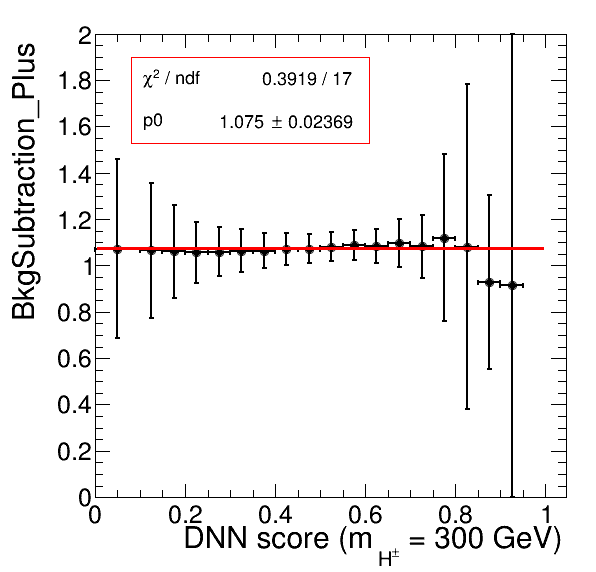 BkgSubtraction_Plus
2
1.8
1.6
1.4
1.2
1
0.8
0.6
0.4
0.2
0
χ² / ndf 0.3919 / 17
p0 1.075 ± 0.02369
0 0.2 0.4 0.6 0.8 1
DNN score (m_H± = 300 GeV)